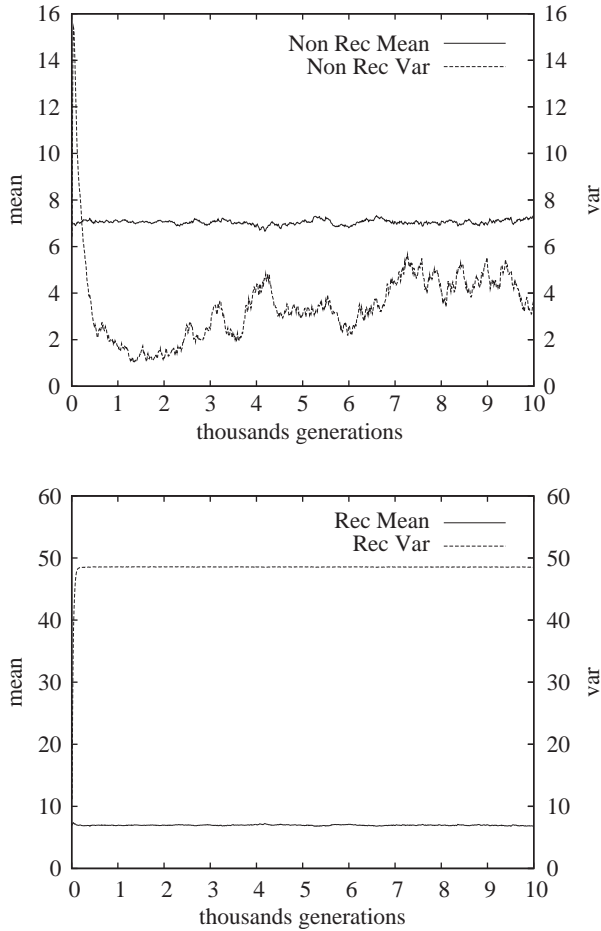 16 16
Non Rec Mean
Non Rec Var
14 14
12 12
10 10
mean var
8 8
6 6
4 4
2 2
0 0
0 1 2 3 4 5 6 7 8 9 10
thousands generations
60 60
Rec Mean
Rec Var
50 50
40 40
mean var
30 30
20 20
10 10
0 0
0 1 2 3 4 5 6 7 8 9 10
thousands generations